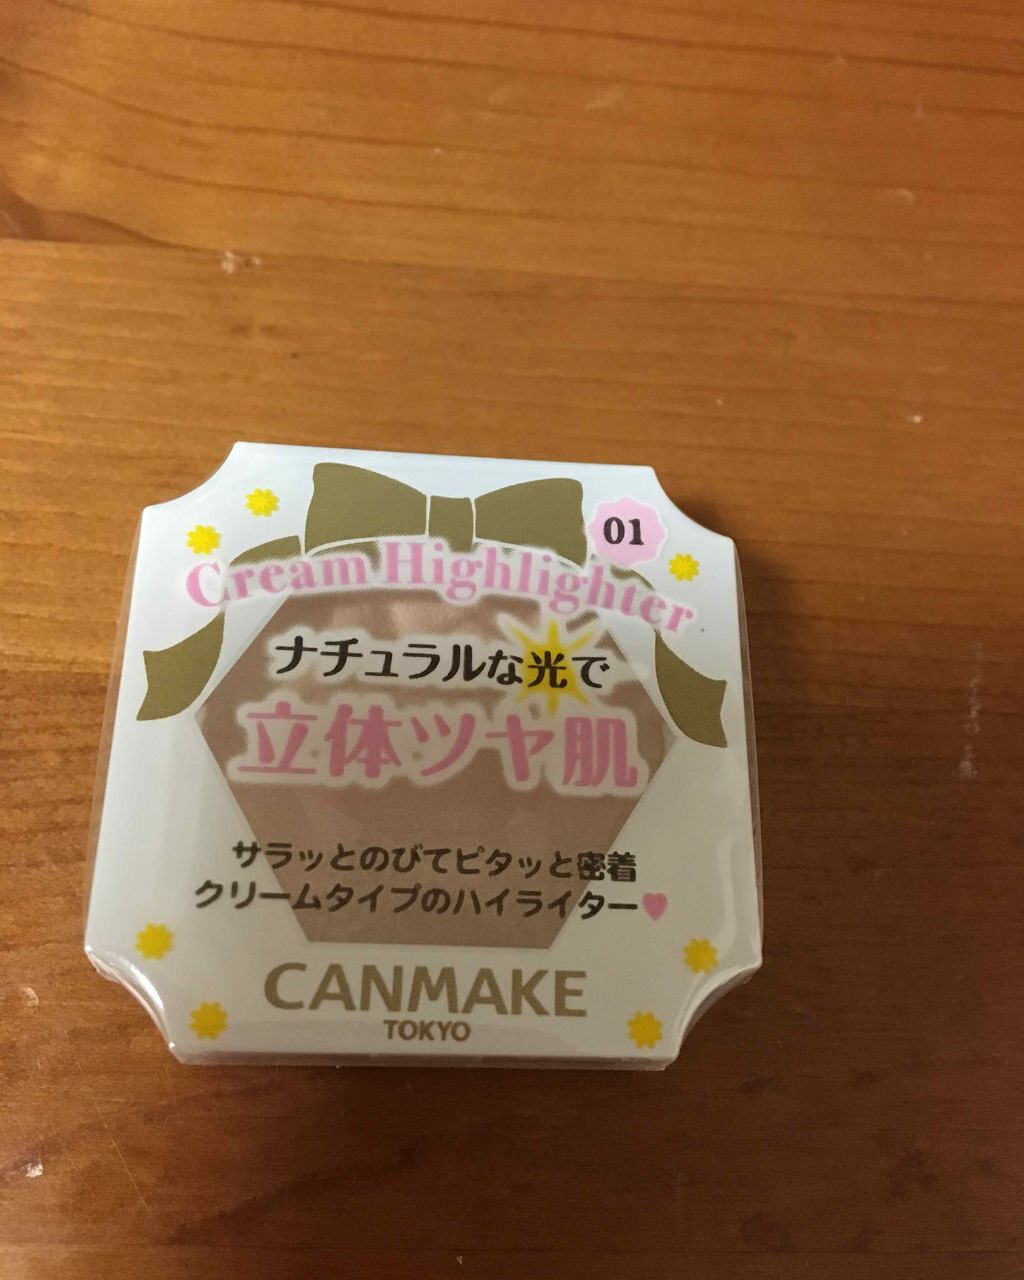 01
Cream Highlighter
ナチュラルな光で
立体ツヤ肌
サラッとのびてピタッと密着
クリームタイプのハイライター♥
CANMAKE
TOKYO